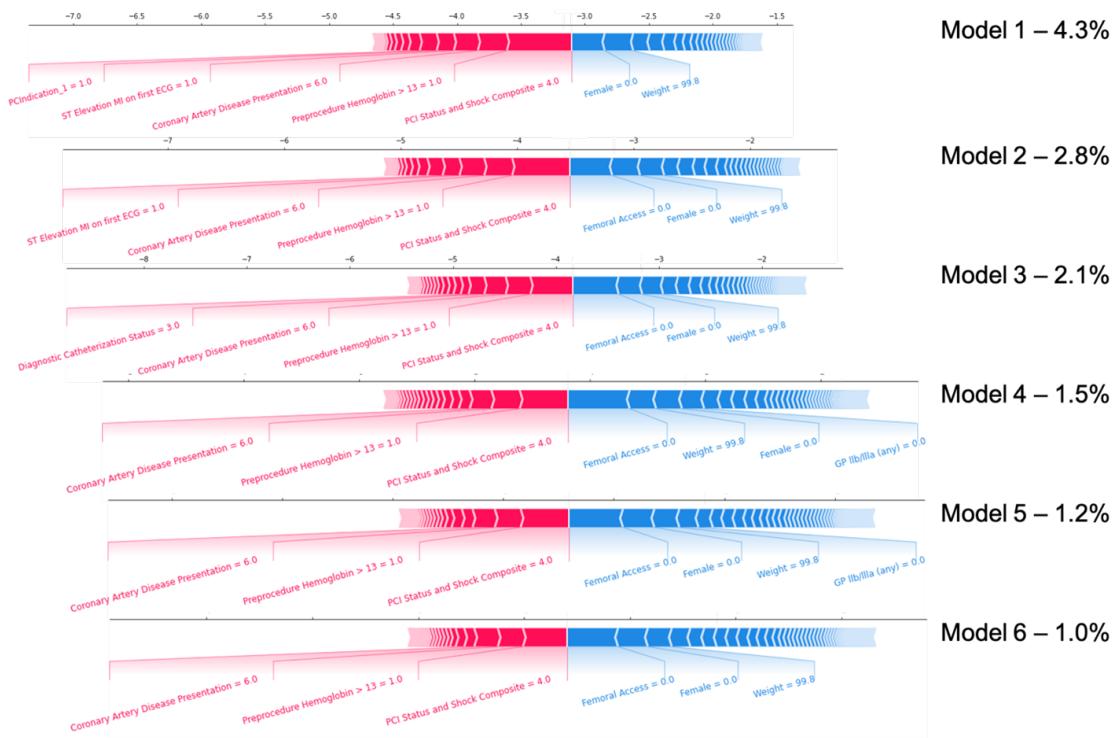 −7.0 −6.5 −6.0 −5.5 −5.0 −4.5 −4.0 −3.5 −3.0 −2.5 −2.0 −1.5
Model 1 – 4.3%
PCIndication_1 = 1.0
ST Elevation MI on first ECG = 1.0
Coronary Artery Disease Presentation = 6.0
Preprocedure Hemoglobin > 13 = 1.0
PCI Status and Shock Composite = 4.0
Female = 0.0
Weight = 99.8
−7 −6 −5 −4 −3 −2
Model 2 – 2.8%
ST Elevation MI on first ECG = 1.0
Coronary Artery Disease Presentation = 6.0
Preprocedure Hemoglobin > 13 = 1.0
PCI Status and Shock Composite = 4.0
Femoral Access = 0.0
Female = 0.0
Weight = 99.8
−8 −7 −6 −5 −4 −3 −2
Model 3 – 2.1%
Diagnostic Catheterization Status = 3.0
Coronary Artery Disease Presentation = 6.0
Preprocedure Hemoglobin > 13 = 1.0
PCI Status and Shock Composite = 4.0
Femoral Access = 0.0
Female = 0.0
Weight = 99.8
Model 4 – 1.5%
Coronary Artery Disease Presentation = 6.0
Preprocedure Hemoglobin > 13 = 1.0
PCI Status and Shock Composite = 4.0
Femoral Access = 0.0
Weight = 99.8
Female = 0.0
GP IIb/IIIa (any) = 0.0
Model 5 – 1.2%
Coronary Artery Disease Presentation = 6.0
Preprocedure Hemoglobin > 13 = 1.0
PCI Status and Shock Composite = 4.0
Femoral Access = 0.0
Female = 0.0
Weight = 99.8
GP IIb/IIIa (any) = 0.0
Model 6 – 1.0%
Coronary Artery Disease Presentation = 6.0
Preprocedure Hemoglobin > 13 = 1.0
PCI Status and Shock Composite = 4.0
Femoral Access = 0.0
Female = 0.0
Weight = 99.8